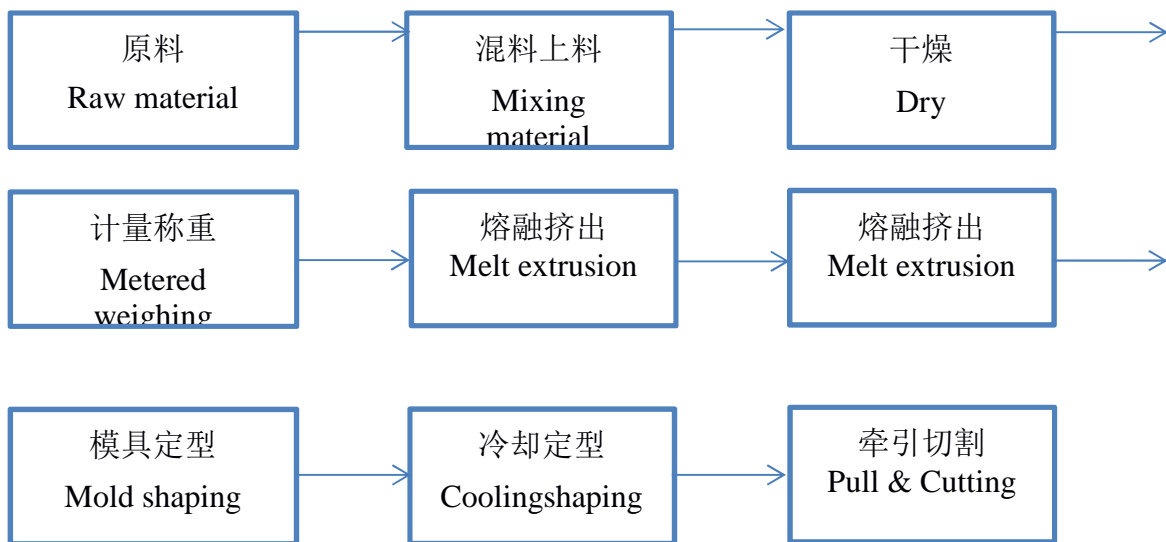 原料
Raw material
混料上料
Mixing
material
干燥
Dry
计量称重
Metered
weighing
熔融挤出
Melt extrusion
熔融挤出
Melt extrusion
模具定型
Mold shaping
冷却定型
Coolingshaping
牵引切割
Pull & Cutting